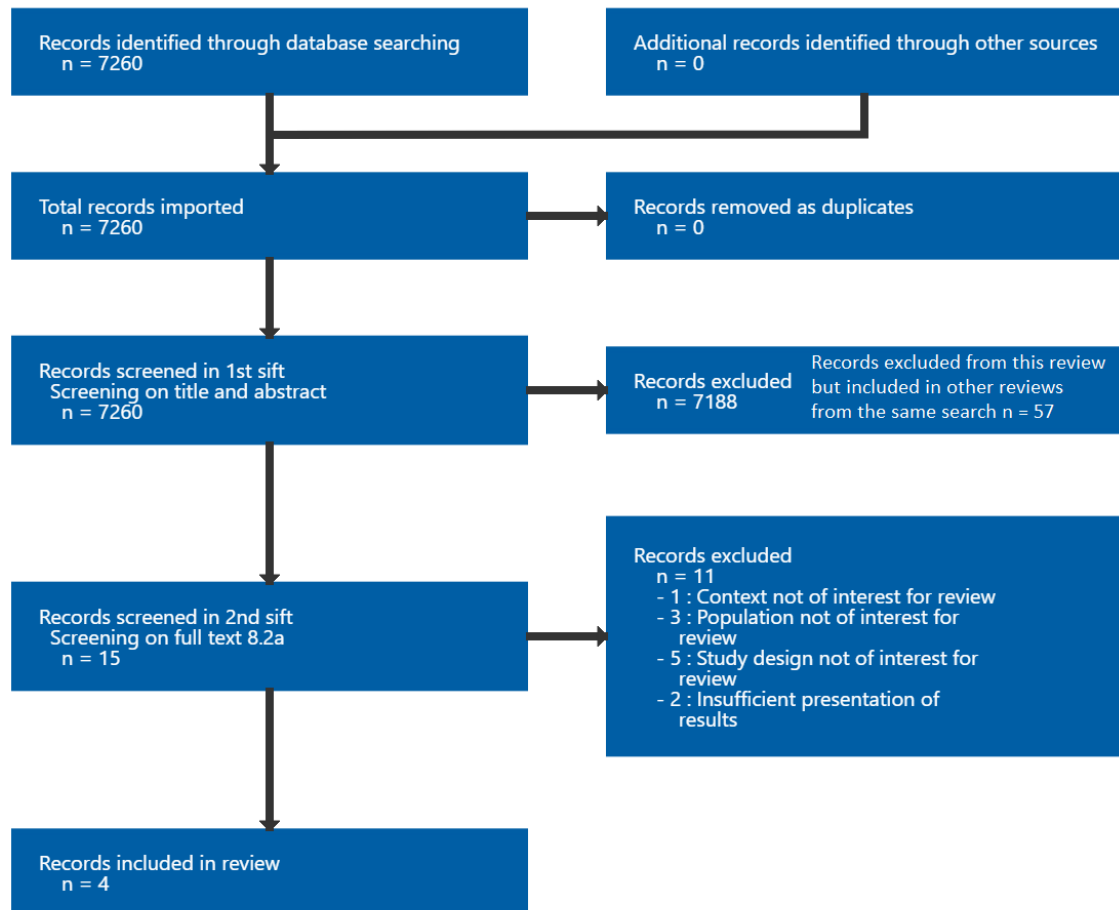 Records identified through database searching
n = 7260
Additional records identified through other sources
n = 0
Total records imported
n = 7260
Records removed as duplicates
n = 0
Records screened in 1st sift
Screening on title and abstract
n = 7260
Records excluded
n = 7188
Records excluded from this review
but included in other reviews
from the same search n = 57
Records screened in 2nd sift
Screening on full text 8.2a
n = 15
Records excluded
n = 11
- 1 : Context not of interest for review
- 3 : Population not of interest for
review
- 5 : Study design not of interest for
review
- 2 : Insufficient presentation of
results
Records included in review
n = 4